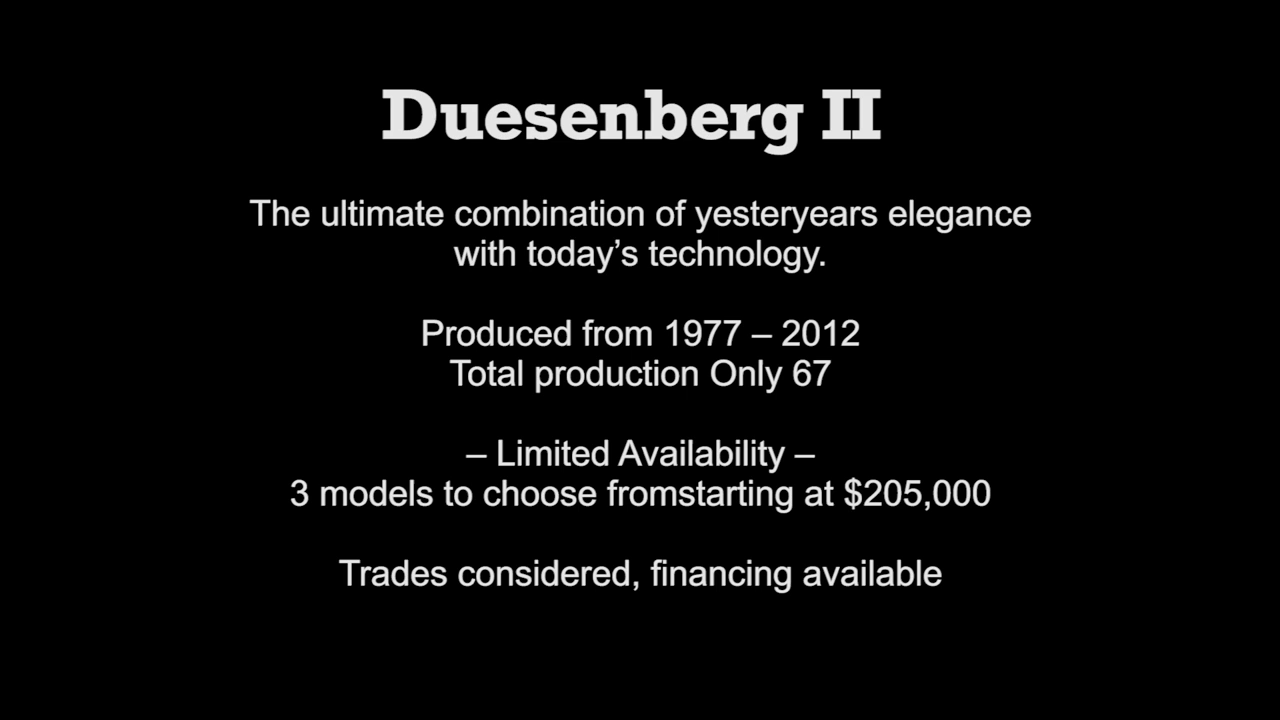 Duesenberg II
The ultimate combination of yesteryears elegance
with today’s technology.
Produced from 1977 – 2012
Total production Only 67
– Limited Availability –
3 models to choose fromstarting at $205,000
Trades considered, financing available